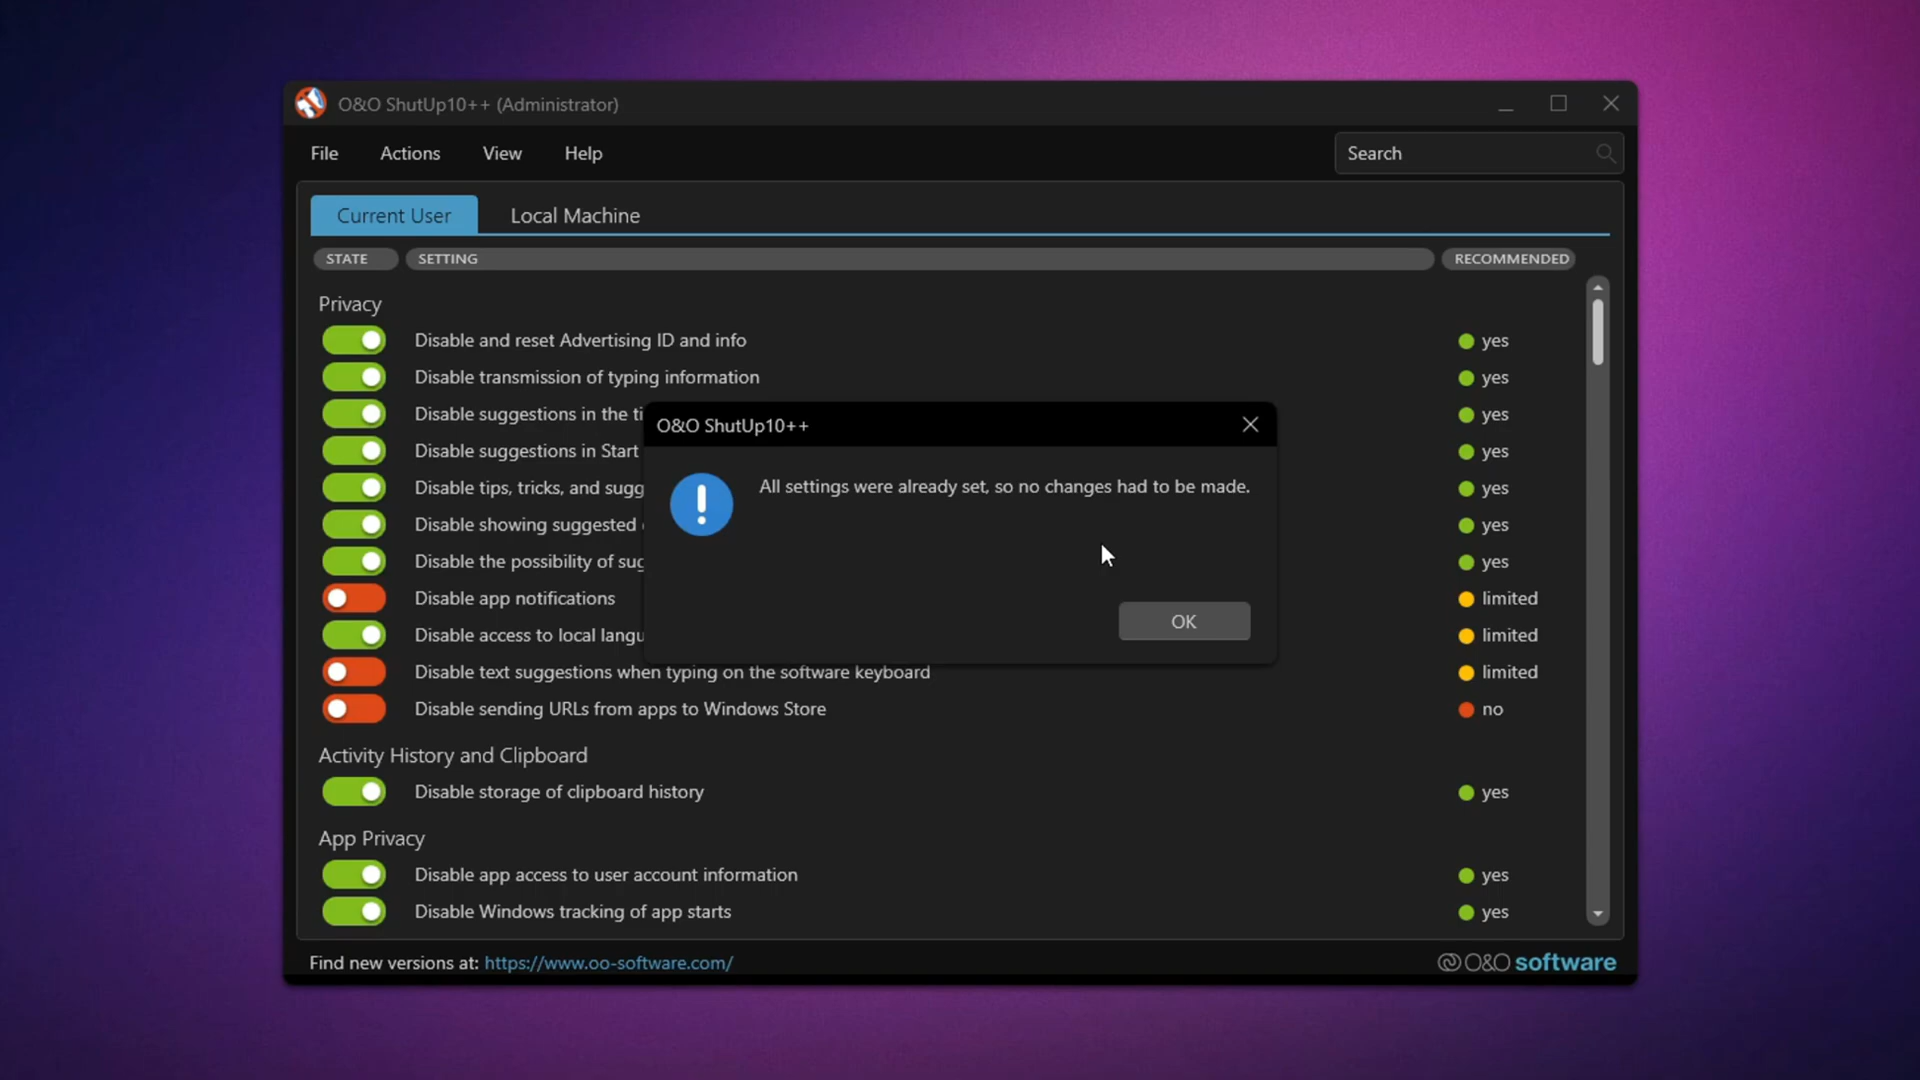 O&O ShutUp10++ (Administrator)
File Actions View Help
Search
Current User Local Machine
STATE SETTING RECOMMENDED
Privacy
Disable and reset Advertising ID and info yes
Disable transmission of typing information yes
Disable suggestions in the yes
Disable suggestions in Start yes
Disable tips, tricks, and yes
Disable showing suggested yes
Disable the possibility of yes
Disable app notifications limited
Disable access to local limited
Disable text suggestions when typing on the software keyboard limited
Disable sending URLs from apps to Windows Store no
Activity History and Clipboard
Disable storage of clipboard history yes
App Privacy
Disable app access to user account information yes
Disable Windows tracking of app starts yes
O&O ShutUp10++
All settings were already set, so no changes had to be made.
OK
Find new versions at: https://www.oo-software.com/
O&O software